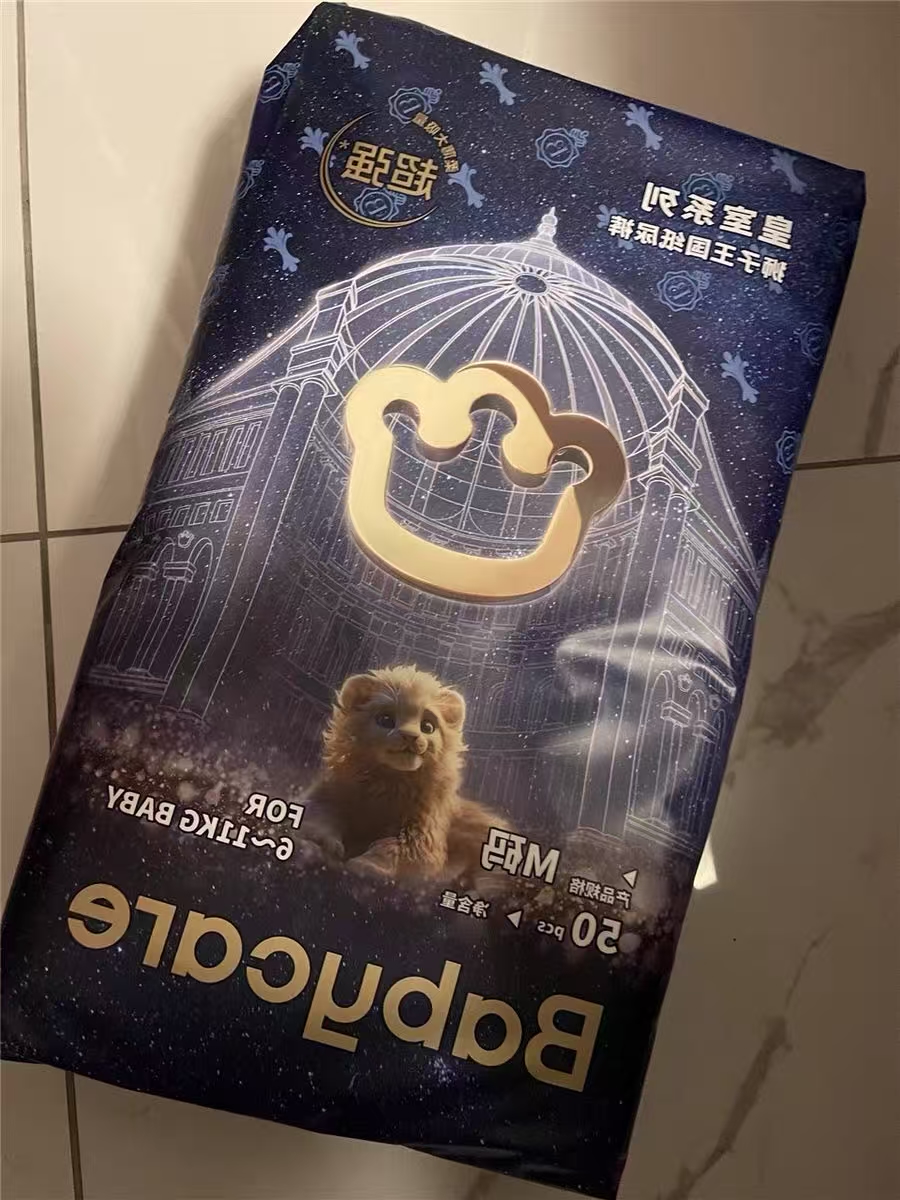 皇室系列
狮子王国纸尿裤
超强
FOR
6~11KG BABY
产品规格
M码
净含量
50 pcs
Babycare